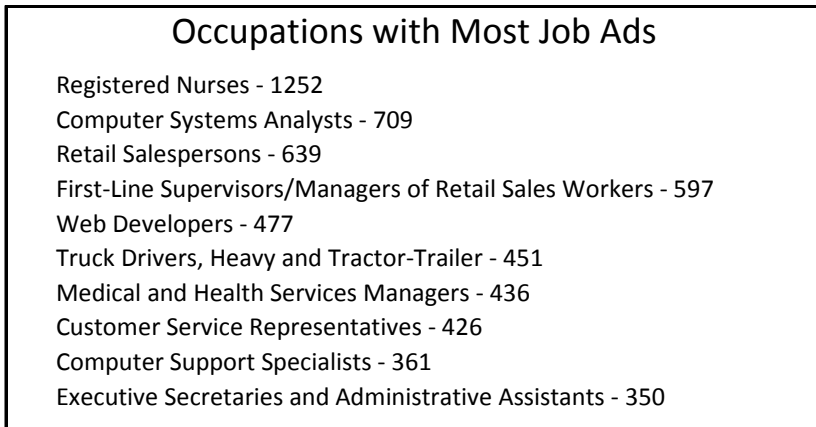 Occupations with Most Job Ads
Registered Nurses - 1252
Computer Systems Analysts - 709
Retail Salespersons - 639
First-Line Supervisors/Managers of Retail Sales Workers - 597
Web Developers - 477
Truck Drivers, Heavy and Tractor-Trailer - 451
Medical and Health Services Managers - 436
Customer Service Representatives - 426
Computer Support Specialists - 361
Executive Secretaries and Administrative Assistants - 350